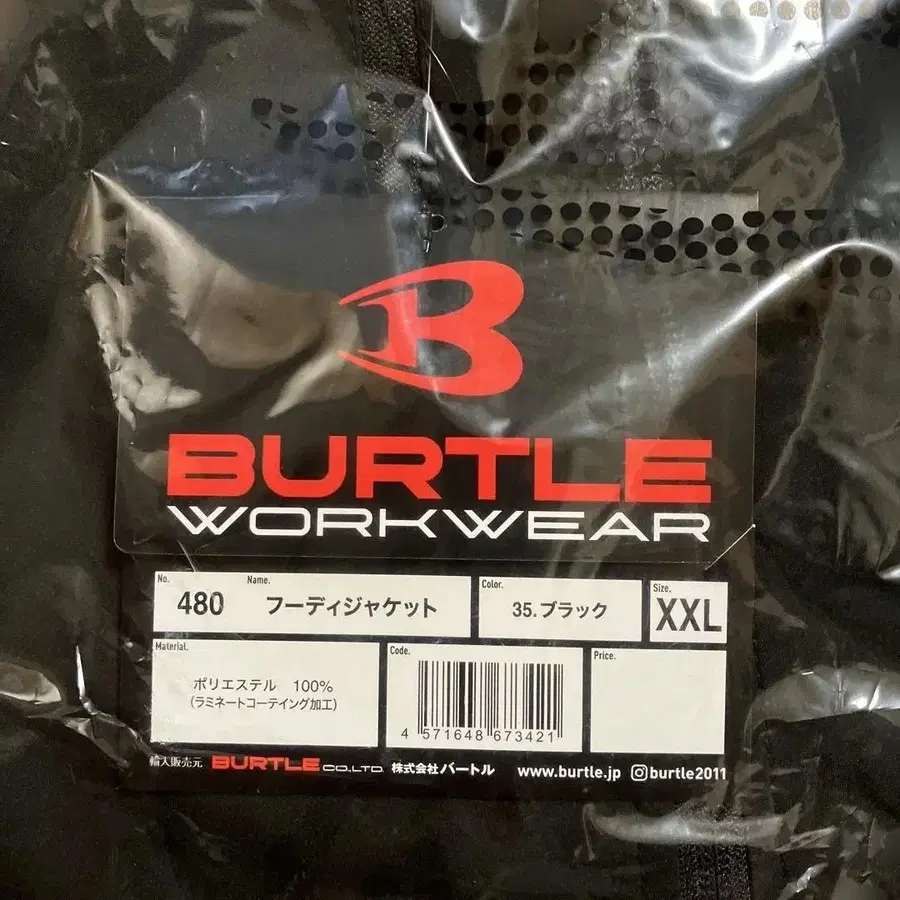 BURTLE
WORKWEAR
No. Name. Color. Size.
480 フーディジャケット 35.ブラック XXL
Material. Code. Price.
ポリエステル 100%
(ラミネートコーテイング加工)
4 571648 673421
輸入販売元 BURTLE CO.,LTD. 株式会社バートル www.burtle.jp burtle2011